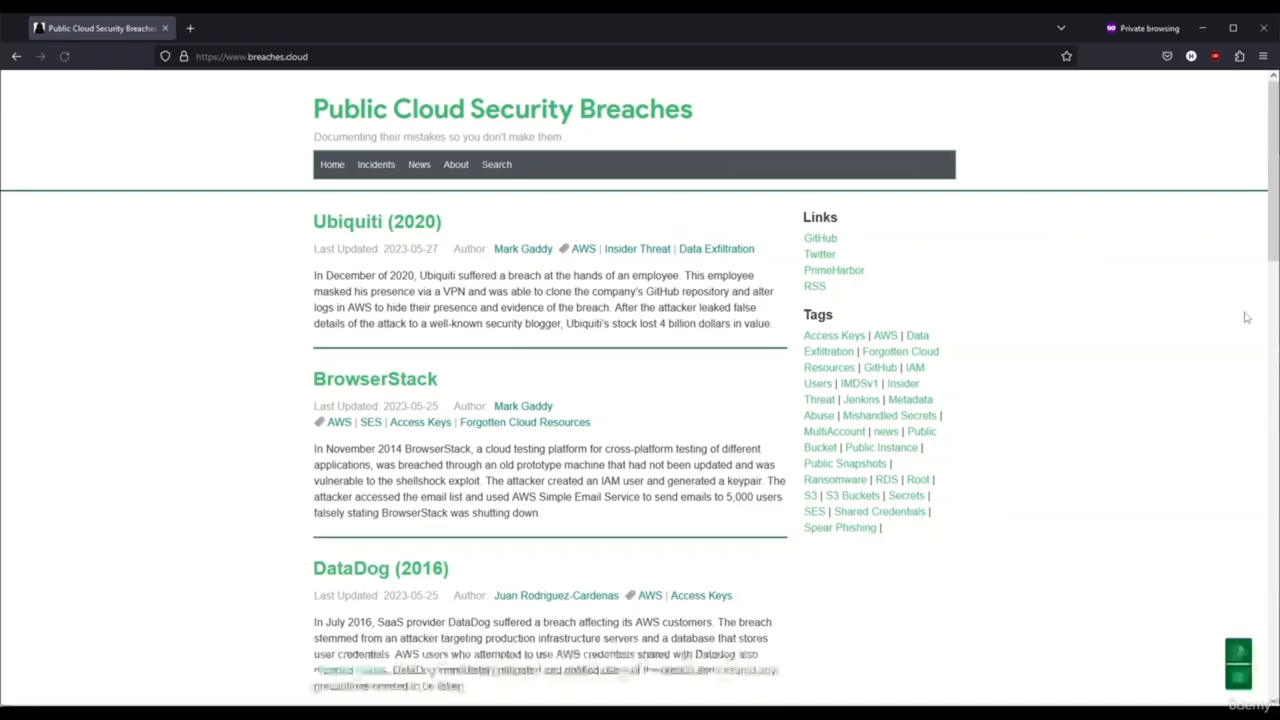 Public Cloud Security Breaches
Private browsing
https://www.breaches.cloud
Public Cloud Security Breaches
Documenting their mistakes so you don't make them.
Home Incidents News About Search
Ubiquiti (2020)
Last Updated: 2023-05-27 Author: Mark Gaddy AWS | Insider Threat | Data Exfiltration
In December of 2020, Ubiquiti suffered a breach at the hands of an employee. This employee
masked his presence via a VPN and was able to clone the company's GitHub repository and alter
logs in AWS to hide their presence and evidence of the breach. After the attacker leaked false
details of the attack to a well-known security blogger, Ubiquiti's stock lost 4 billion dollars in value.
BrowserStack
Last Updated: 2023-05-25 Author: Mark Gaddy
AWS | SES | Access Keys | Forgotten Cloud Resources
In November 2014 BrowserStack, a cloud testing platform for cross-platform testing of different
applications, was breached through an old prototype machine that had not been updated and was
vulnerable to the shellshock exploit. The attacker created an IAM user and generated a keypair. The
attacker accessed the email list and used AWS Simple Email Service to send emails to 5,000 users
falsely stating BrowserStack was shutting down.
DataDog (2016)
Last Updated: 2023-05-25 Author: Juan Rodriguez-Cardenas AWS | Access Keys
In July 2016, SaaS provider DataDog suffered a breach affecting its AWS customers. The breach
stemmed from an attacker targeting production infrastructure servers and a database that stores
user credentials AWS users who attempted to use AWS credentials shared with Datadog also
DataDog immediately mitigated and notified
needed to be taken
Links
GitHub
Twitter
PrimeHarbor
RSS
Tags
Access Keys | AWS | Data
Exfiltration | Forgotten Cloud
Resources | GitHub | IAM
Users | IMDSv1 | Insider
Threat | Jenkins | Metadata
Abuse | Mishandled Secrets |
MultiAccount | news | Public
Bucket | Public Instance |
Public Snapshots |
Ransomware | RDS | Root |
S3 | S3 Buckets | Secrets |
SES | Shared Credentials |
Spear Phishing |
ûdemy